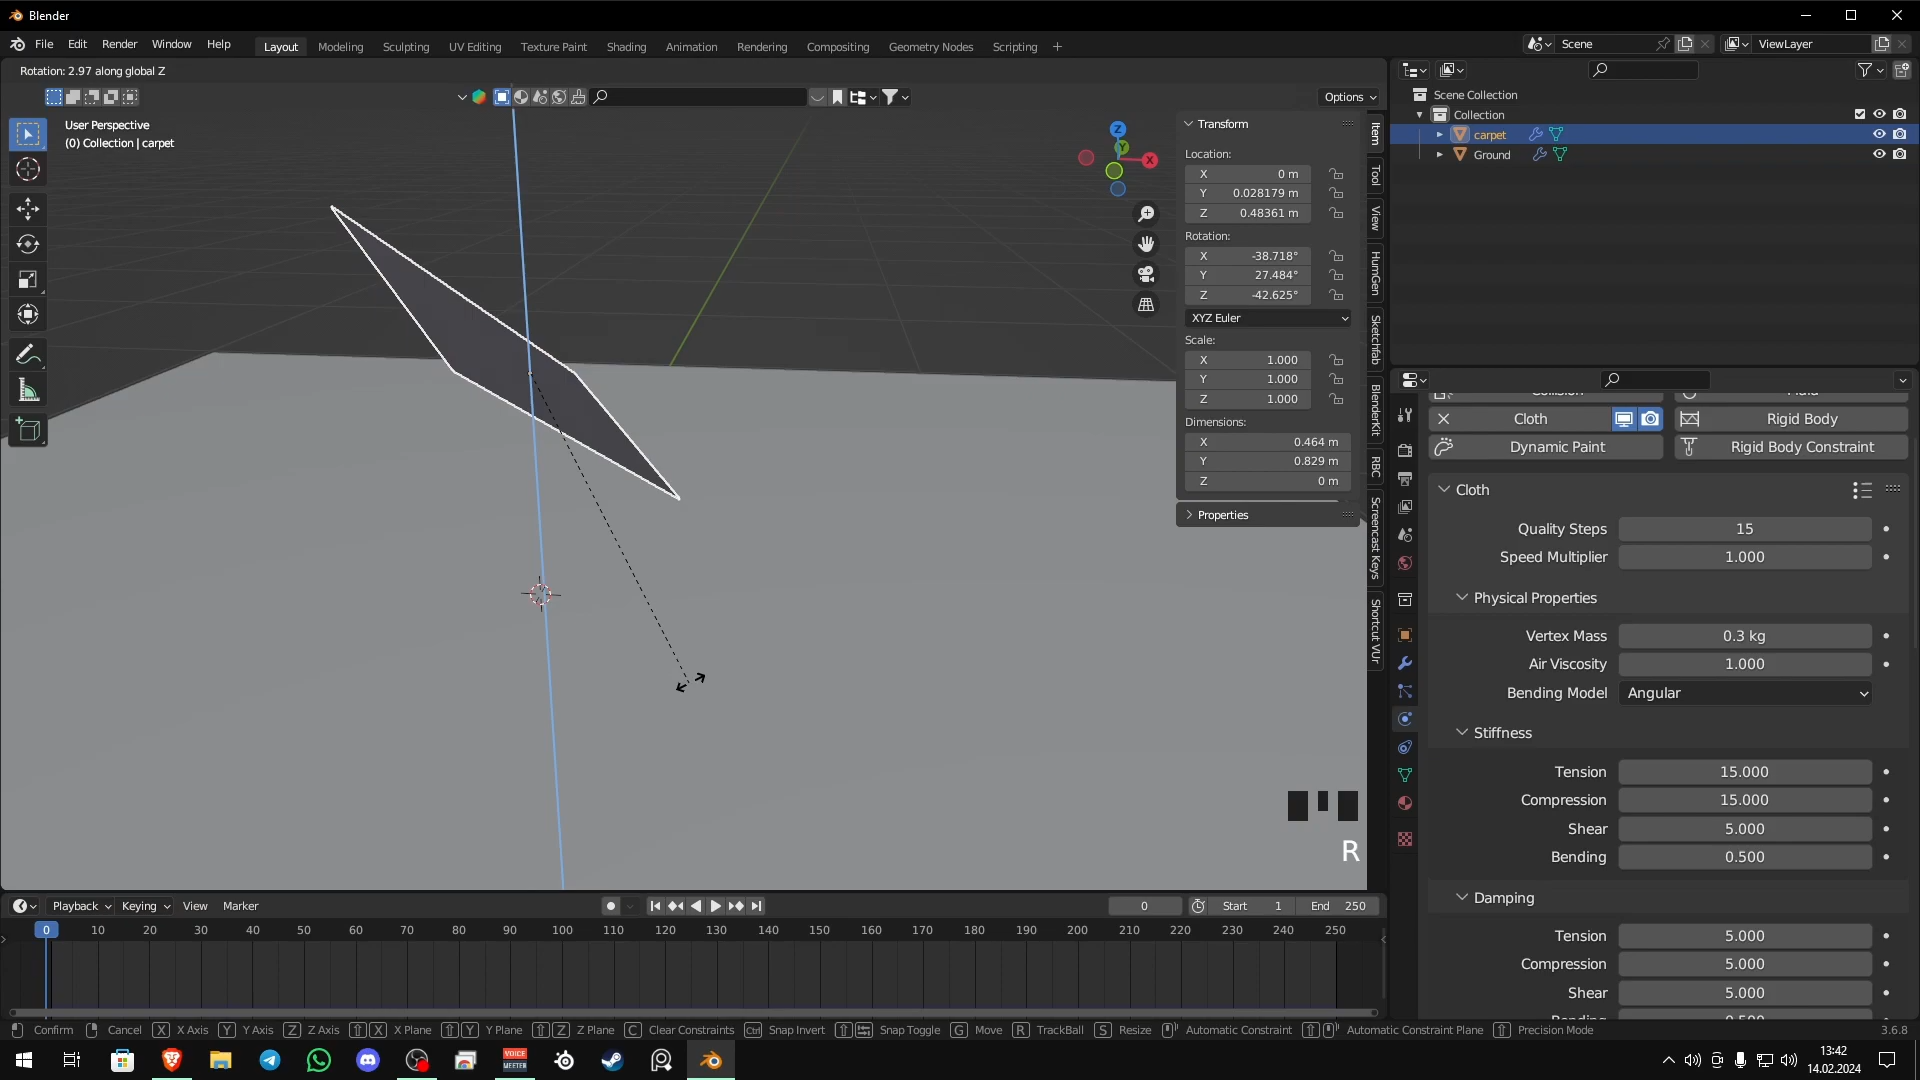 Blender
File Edit Render Window Help Layout Modeling Sculpting UV Editing Texture Paint Shading Animation Rendering Compositing Geometry Nodes Scripting + Scene ViewLayer
Rotation: 2.97 along global Z
Options
User Perspective
(0) Collection | carpet
Z
Y
X
Transform
Location:
X 0 m
Y 0.028179 m
Z 0.48361 m
Rotation:
X -38.718°
Y 27.484°
Z -42.625°
XYZ Euler
Scale:
X 1.000
Y 1.000
Z 1.000
Dimensions:
X 0.464 m
Y 0.829 m
Z 0 m
Properties
Item
Tool
View
HumGen
Sketchfab
BlenderKit
RBC
Screencast Keys
Shortcut VUr
R
Scene Collection
Collection
carpet
Ground
Cloth Rigid Body
Dynamic Paint Rigid Body Constraint
Cloth
Quality Steps 15
Speed Multiplier 1.000
Physical Properties
Vertex Mass 0.3 kg
Air Viscosity 1.000
Bending Model Angular
Stiffness
Tension 15.000
Compression 15.000
Shear 5.000
Bending 0.500
Damping
Tension 5.000
Compression 5.000
Shear 5.000
Playback Keying View Marker 0 Start 1 End 250
0 10 20 30 40 50 60 70 80 90 100 110 120 130 140 150 160 170 180 190 200 210 220 230 240 250
Confirm Cancel X X Axis Y Y Axis Z Z Axis X X Plane Y Y Plane Z Z Plane C Clear Constraints Ctrl Snap Invert Snap Toggle G Move R TrackBall S Resize Automatic Constraint Automatic Constraint Plane Precision Mode 3.6.8
VOICE
MEETER
13:42
14.02.2024